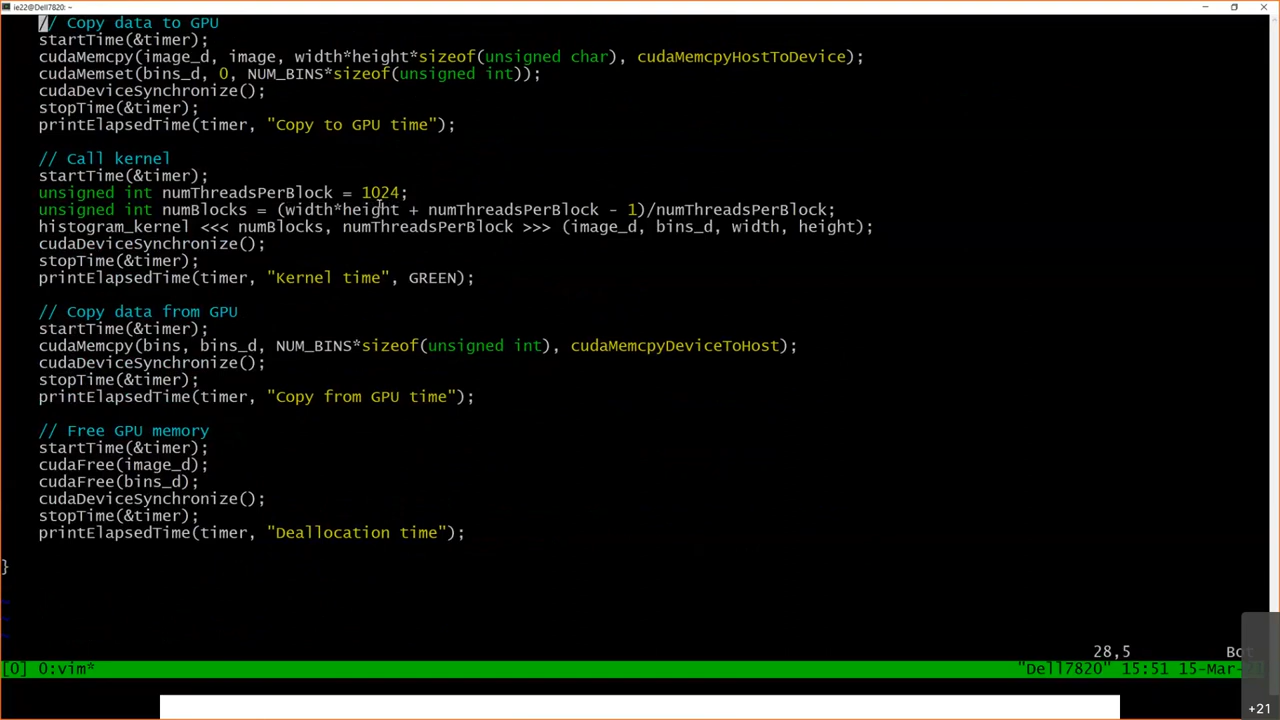 ie22@Dell7820: ~
// Copy data to GPU
startTime(&timer);
cudaMemcpy(image_d, image, width*height*sizeof(unsigned char), cudaMemcpyHostToDevice);
cudaMemset(bins_d, 0, NUM_BINS*sizeof(unsigned int));
cudaDeviceSynchronize();
stopTime(&timer);
printElapsedTime(timer, "Copy to GPU time");
// Call kernel
startTime(&timer);
unsigned int numThreadsPerBlock = 1024;
unsigned int numBlocks = (width*height + numThreadsPerBlock - 1)/numThreadsPerBlock;
histogram_kernel <<< numBlocks, numThreadsPerBlock >>> (image_d, bins_d, width, height);
cudaDeviceSynchronize();
stopTime(&timer);
printElapsedTime(timer, "Kernel time", GREEN);
// Copy data from GPU
startTime(&timer);
cudaMemcpy(bins, bins_d, NUM_BINS*sizeof(unsigned int), cudaMemcpyDeviceToHost);
cudaDeviceSynchronize();
stopTime(&timer);
printElapsedTime(timer, "Copy from GPU time");
// Free GPU memory
startTime(&timer);
cudaFree(image_d);
cudaFree(bins_d);
cudaDeviceSynchronize();
stopTime(&timer);
printElapsedTime(timer, "Deallocation time");
}
~
~
~
28,5 Bot
[0] 0:vim* "Dell7820" 15:51 15-Mar-
+21